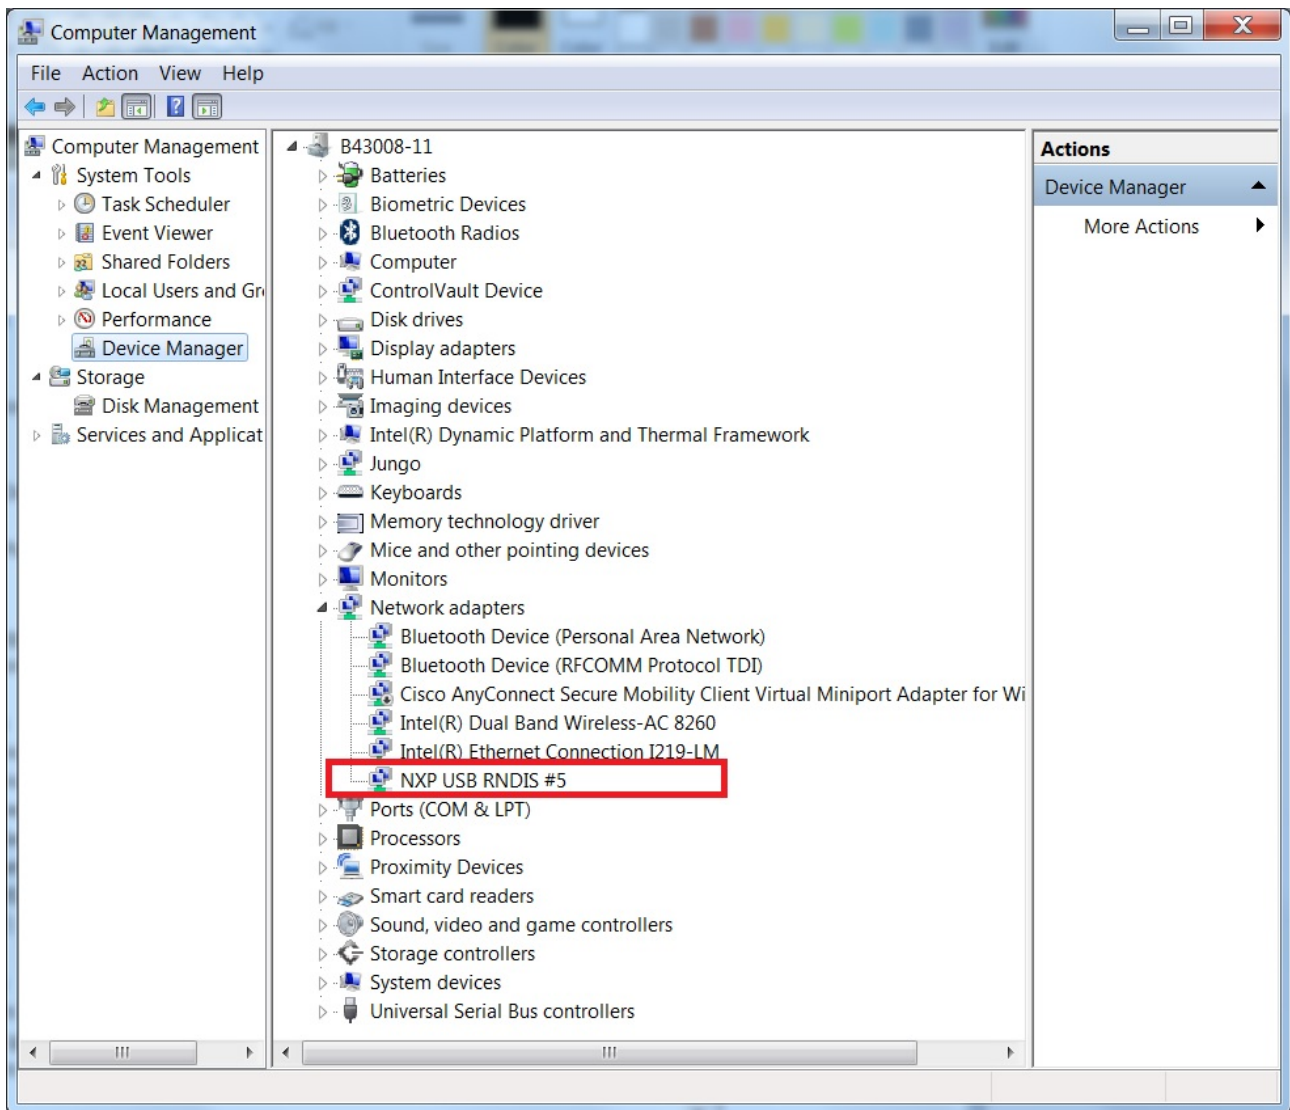 Computer Management
File Action View Help
Computer Management
System Tools
Task Scheduler
Event Viewer
Shared Folders
Local Users and Gr
Performance
Device Manager
Storage
Disk Management
Services and Applicat
B43008-11
Batteries
Biometric Devices
Bluetooth Radios
Computer
ControlVault Device
Disk drives
Display adapters
Human Interface Devices
Imaging devices
Intel(R) Dynamic Platform and Thermal Framework
Jungo
Keyboards
Memory technology driver
Mice and other pointing devices
Monitors
Network adapters
Bluetooth Device (Personal Area Network)
Bluetooth Device (RFCOMM Protocol TDI)
Cisco AnyConnect Secure Mobility Client Virtual Miniport Adapter for Wi
Intel(R) Dual Band Wireless-AC 8260
Intel(R) Ethernet Connection I219-LM
NXP USB RNDIS #5
Ports (COM & LPT)
Processors
Proximity Devices
Smart card readers
Sound, video and game controllers
Storage controllers
System devices
Universal Serial Bus controllers
Actions
Device Manager
More Actions